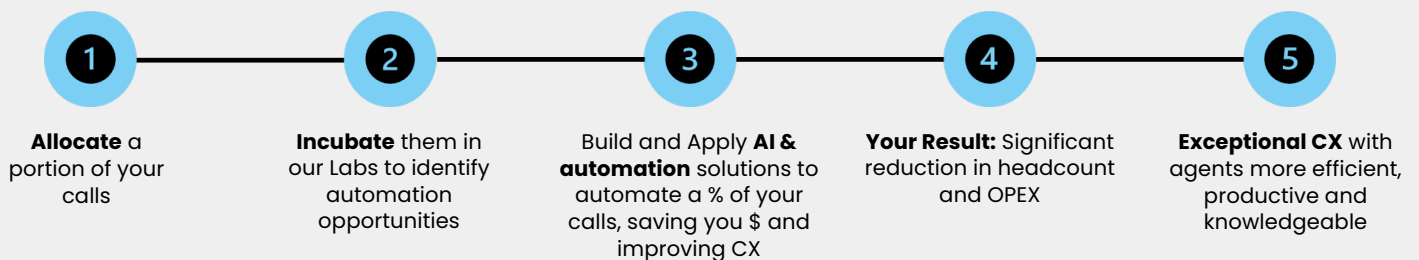 1
2
3
4
5
Allocate a
portion of your
calls
Incubate them in
our Labs to identify
automation
opportunities
Build and Apply AI &
automation solutions to
automate a % of your
calls, saving you $ and
improving CX
Your Result: Significant
reduction in headcount
and OPEX
Exceptional CX with
agents more efficient,
productive and
knowledgeable